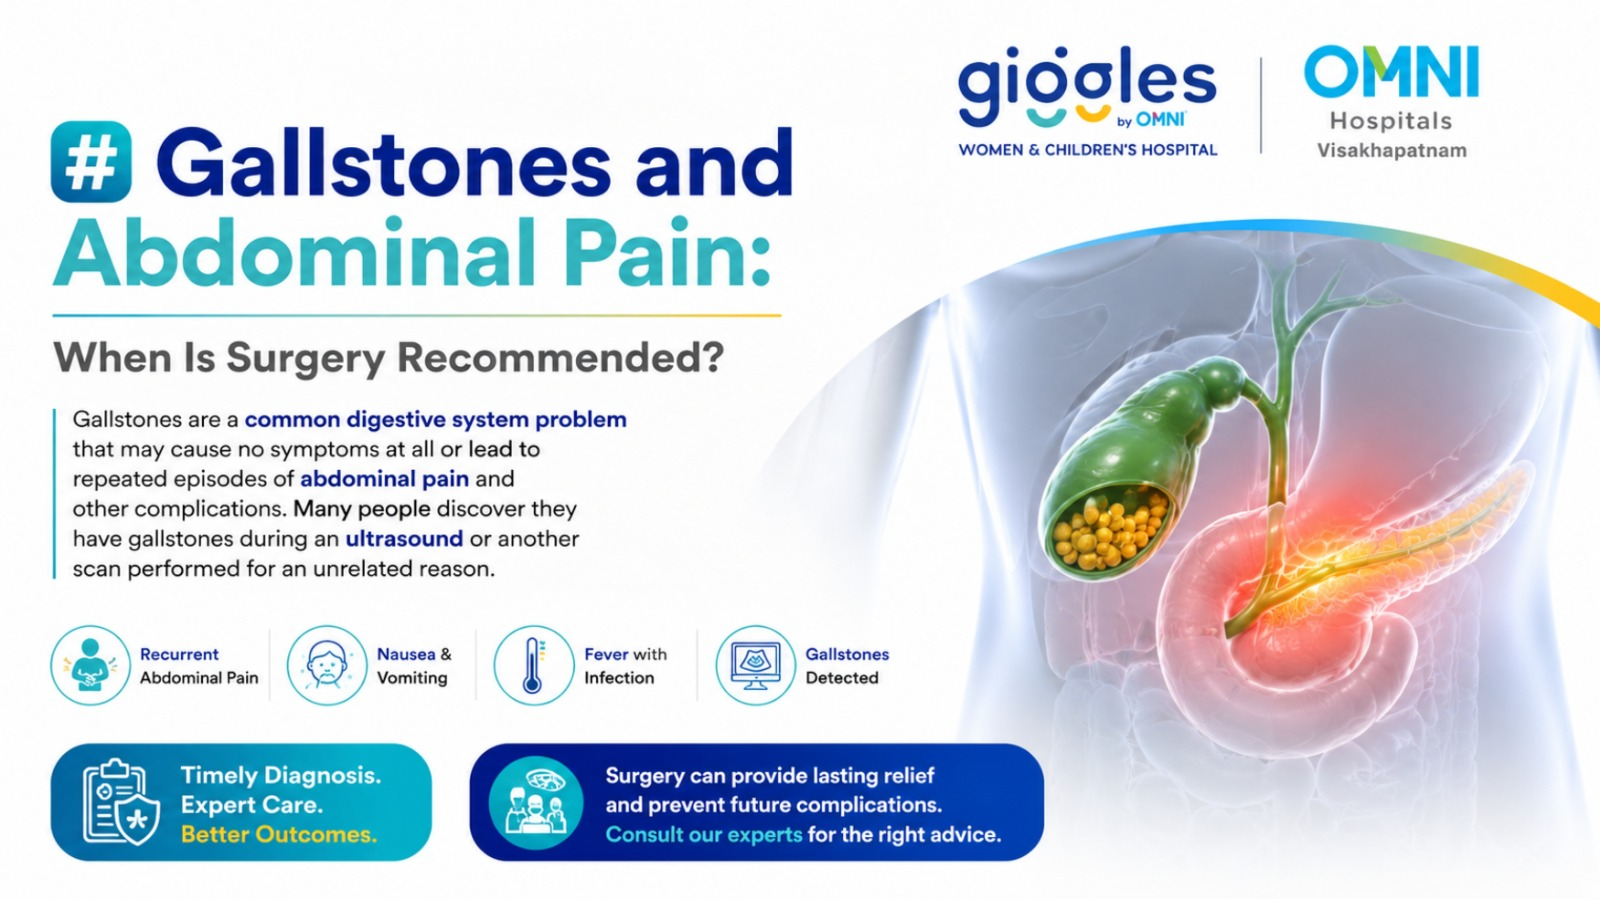 # Gallstones and
Abdominal Pain:
When Is Surgery Recommended?
Gallstones are a common digestive system problem
that may cause no symptoms at all or lead to
repeated episodes of abdominal pain and
other complications. Many people discover they
have gallstones during an ultrasound or another
scan performed for an unrelated reason.
Recurrent
Abdominal Pain
Nausea &
Vomiting
Fever with
Infection
Gallstones
Detected
Timely Diagnosis.
Expert Care.
Better Outcomes.
Surgery can provide lasting relief
and prevent future complications.
Consult our experts for the right advice.
giggles
by OMNI
WOMEN & CHILDREN'S HOSPITAL
OMNI
Hospitals
Visakhapatnam